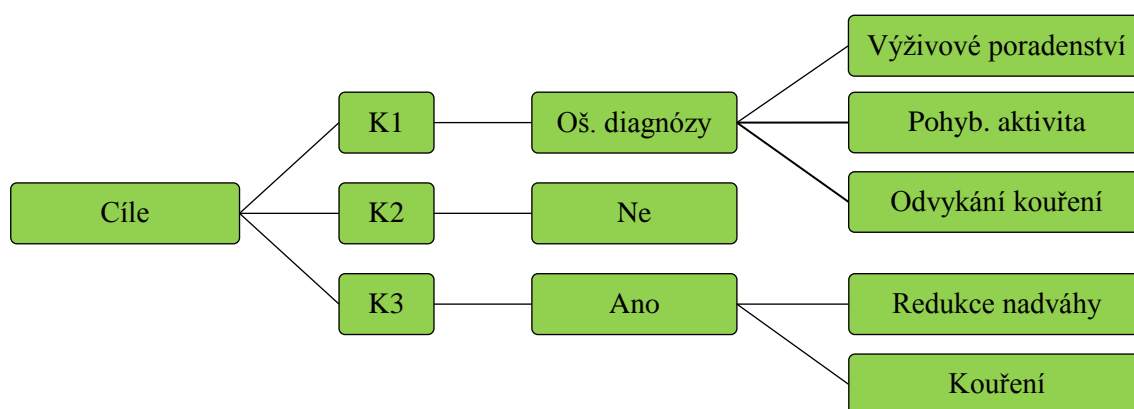 Cíle
K1
Oš. diagnózy
Výživové poradenství
Pohyb. aktivita
Odvykání kouření
K2
Ne
K3
Ano
Redukce nadváhy
Kouření